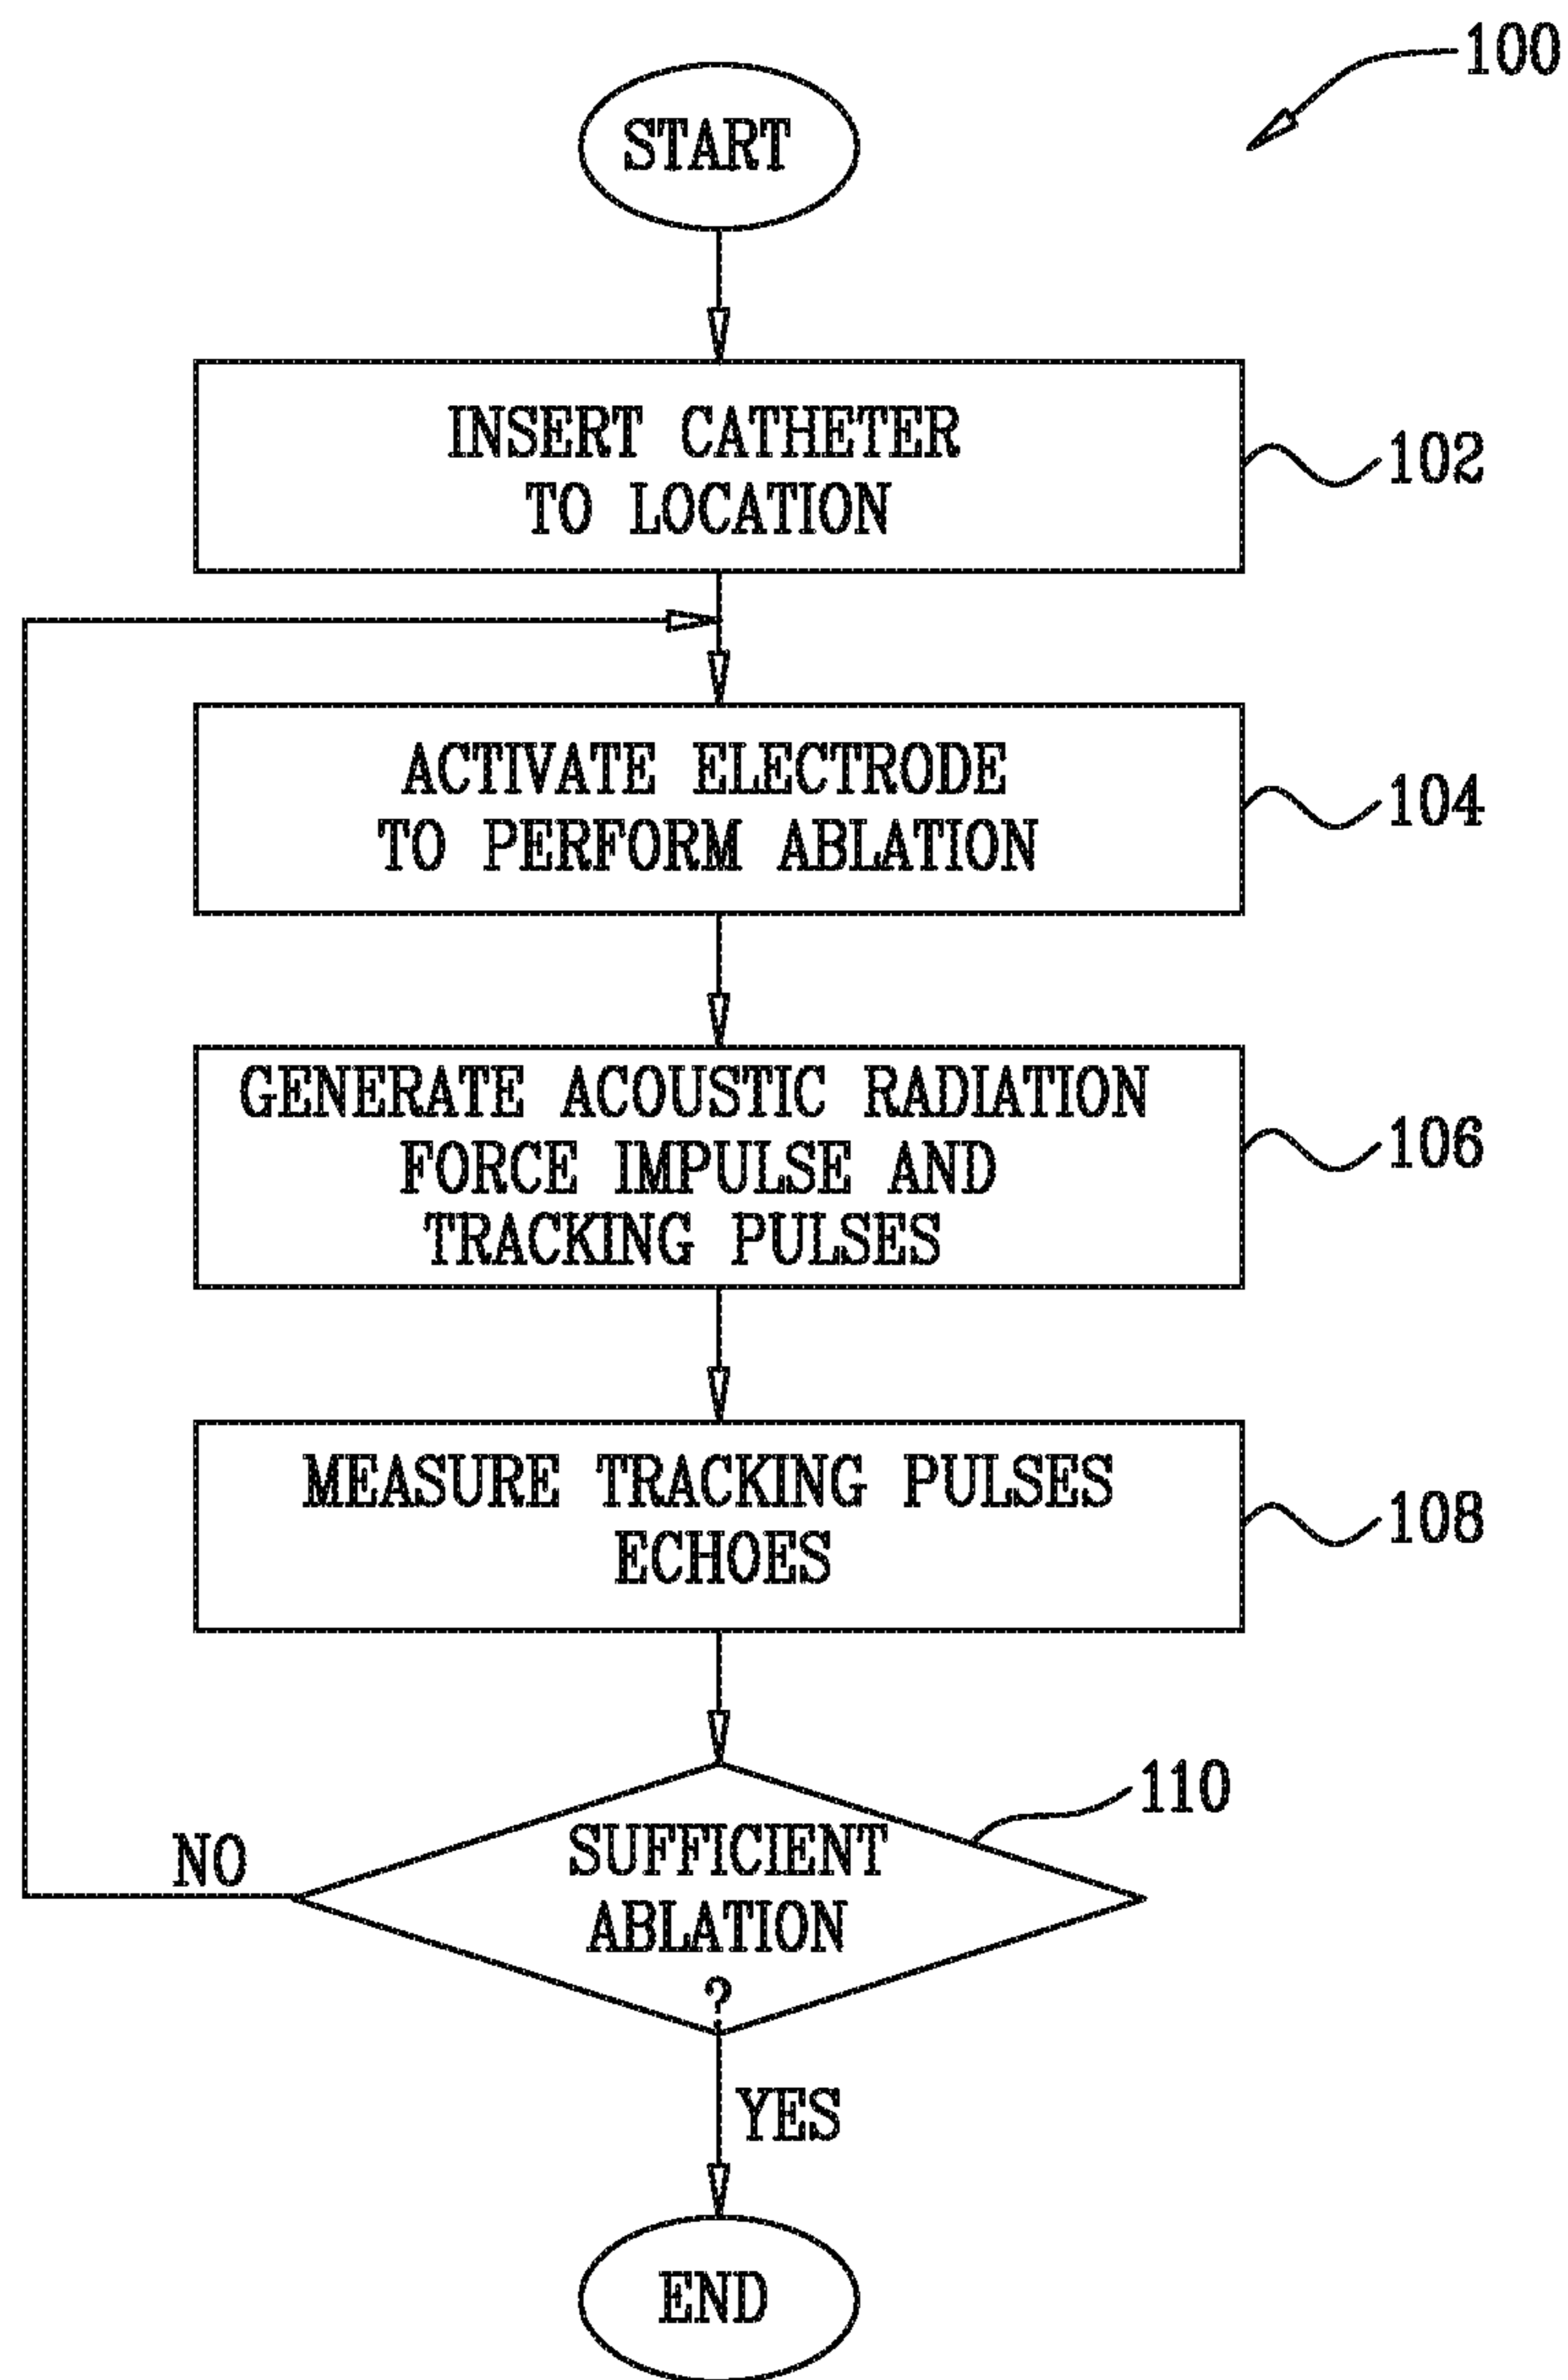 100
START
INSERT CATHETER
TO LOCATION
102
ACTIVATE ELECTRODE
TO PERFORM ABLATION
104
GENERATE ACOUSTIC RADIATION
FORCE IMPULSE AND
TRACKING PULSES
106
MEASURE TRACKING PULSES
ECHOES
108
110
SUFFICIENT
ABLATION
?
NO
YES
END